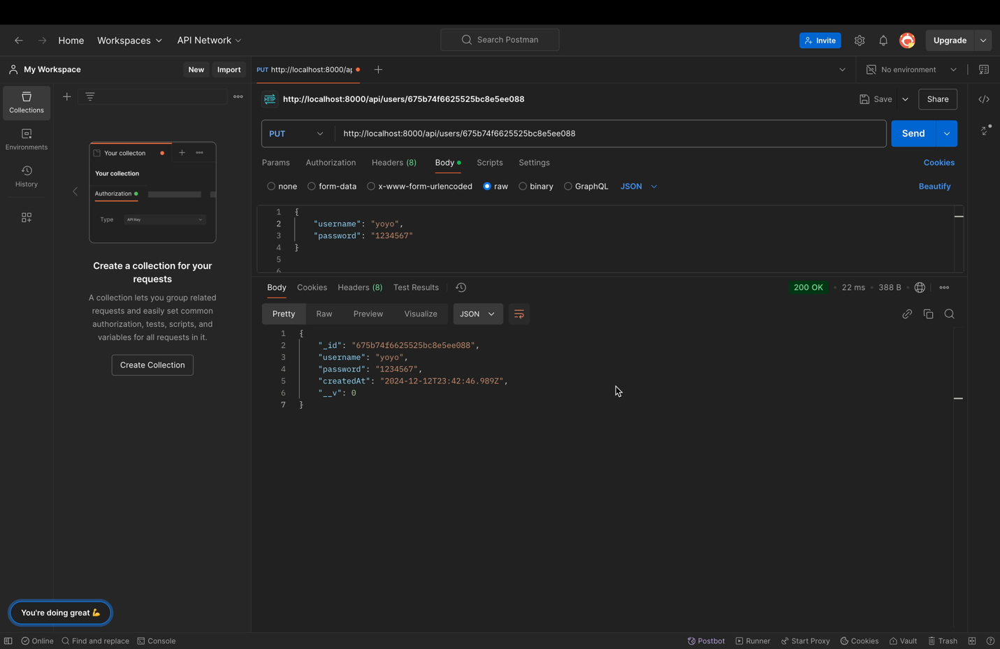 Home Workspaces API Network Search Postman Invite Upgrade
My Workspace New Import PUT http://localhost:8000/ap No environment
Collections
Environments
History
Your collecton
Your collection
Authorization
Type API Key
Create a collection for your
requests
A collection lets you group related
requests and easily set common
authorization, tests, scripts, and
variables for all requests in it.
Create Collection
HTTP http://localhost:8000/api/users/675b74f6625525bc8e5ee088 Save Share
PUT http://localhost:8000/api/users/675b74f6625525bc8e5ee088 Send
Params Authorization Headers (8) Body Scripts Settings Cookies
none form-data x-www-form-urlencoded raw binary GraphQL JSON Beautify
1 {
2 "username": "yoyo",
3 "password": "1234567"
4 }
5
6
Body Cookies Headers (8) Test Results 200 OK 22 ms 388 B
Pretty Raw Preview Visualize JSON
1 {
2 "_id": "675b74f6625525bc8e5ee088",
3 "username": "yoyo",
4 "password": "1234567",
5 "createdAt": "2024-12-12T23:42:46.989Z",
6 "__v": 0
7 }
You're doing great 💪
Online Find and replace Console Postbot Runner Start Proxy Cookies Vault Trash